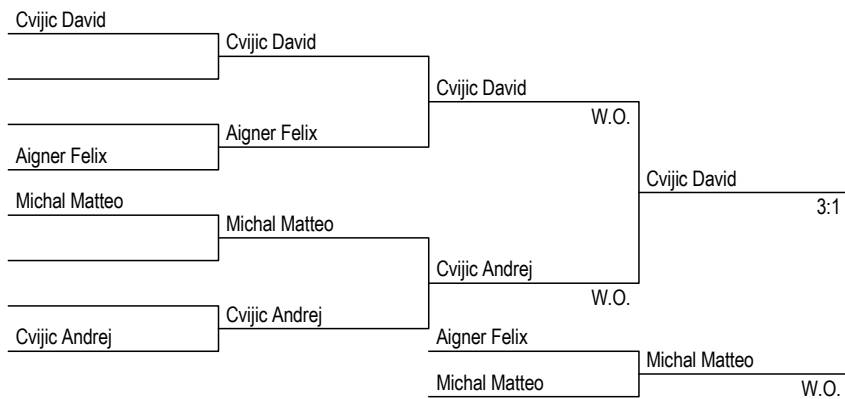 Cvijic David
Cvijic David
Cvijic David
W.O.
Aigner Felix
Aigner Felix
Cvijic David
3:1
Michal Matteo
Michal Matteo
Cvijic Andrej
W.O.
Cvijic Andrej
Cvijic Andrej
Aigner Felix
Michal Matteo
Michal Matteo
W.O.